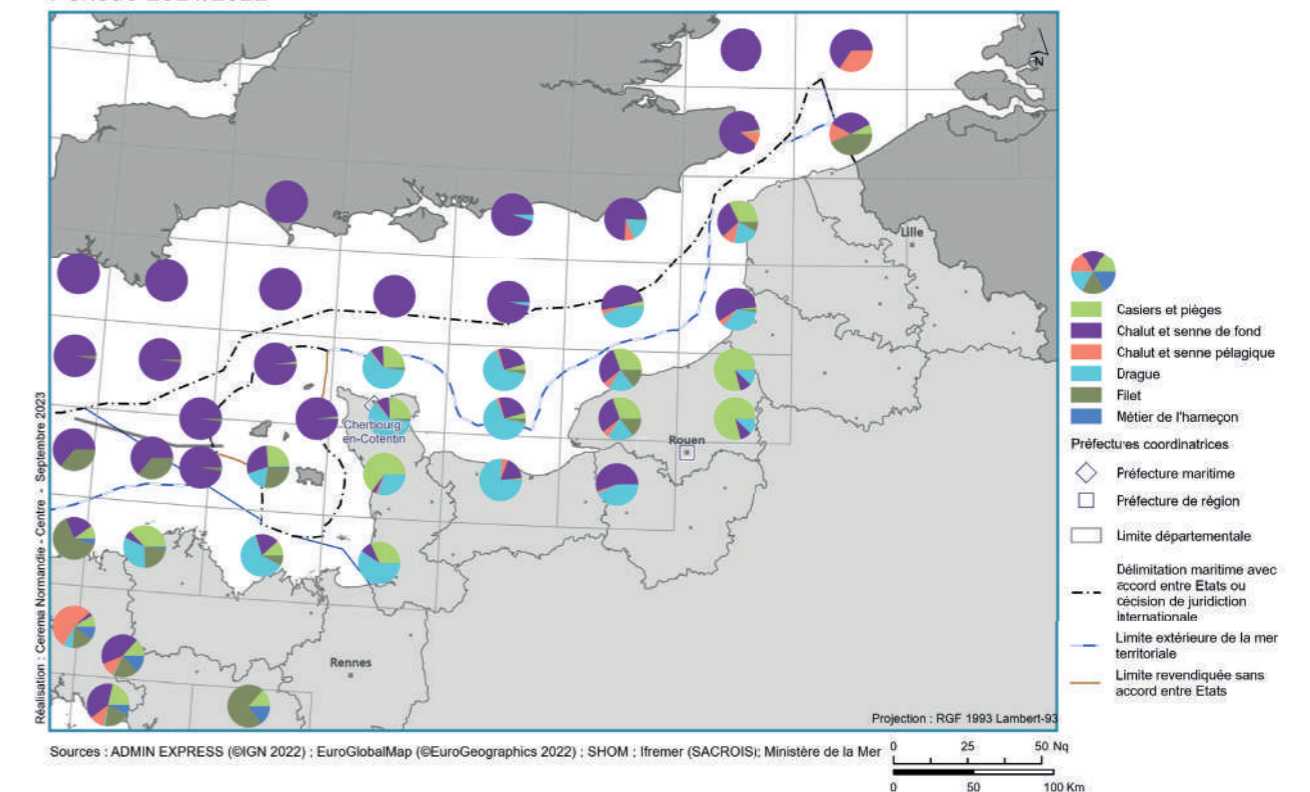 N
Lille
Cherbourg
en-Cotentin
Rouen
Rennes
Projection : RGF 1993 Lambert-93
Réalisation : Cerema Normandie - Centre - Septembre 2023
Casiers et pièges
Chalut et senne de fond
Chalut et senne pélagique
Drague
Filet
Métier de l'hameçon
Préfectures coordinatrices
Préfecture maritime
Préfecture de région
Limite départementale
Délimitation maritime avec
accord entre Etats ou
décision de juridiction
internationale
Limite extérieure de la mer
territoriale
Limite revendiquée sans
accord entre Etats
Sources : ADMIN EXPRESS (©IGN 2022) ; EuroGlobalMap (©EuroGeographics 2022) ; SHOM ; Ifremer (SACROIS); Ministère de la Mer
0 25 50 Nq
0 50 100 Km